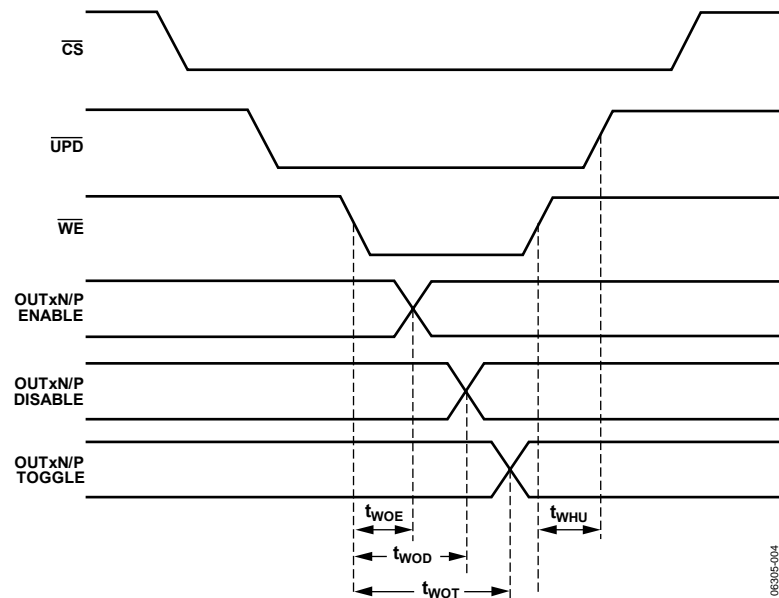 CS
UPD
WE
OUTxN/P
ENABLE
OUTxN/P
DISABLE
OUTxN/P
TOGGLE
tWOE
tWHU
tWOD
tWOT
06305-004